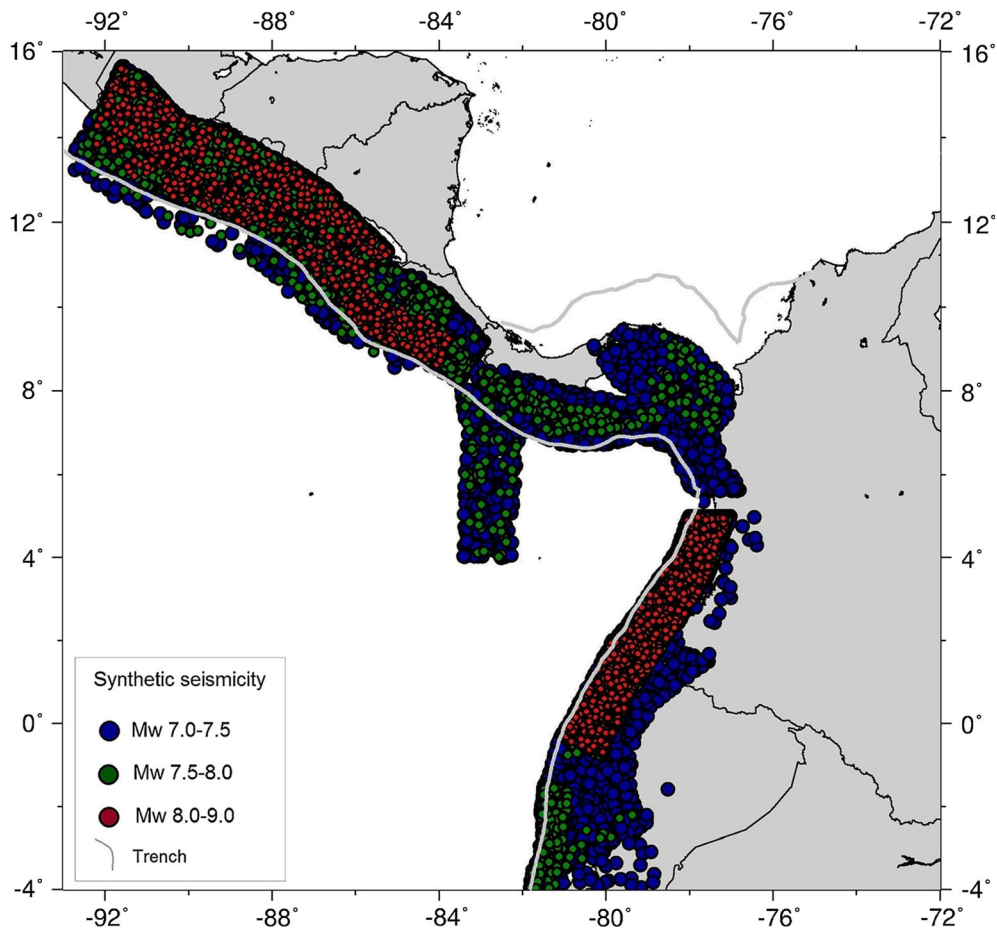 -92° -88° -84° -80° -76° -72°
16° 16°
12° 12°
8° 8°
4° 4°
Synthetic seismicity
Mw 7.0-7.5
0° 0°
Mw 7.5-8.0
Mw 8.0-9.0
Trench
-4° -4°
-92° -88° -84° -80° -76° -72°